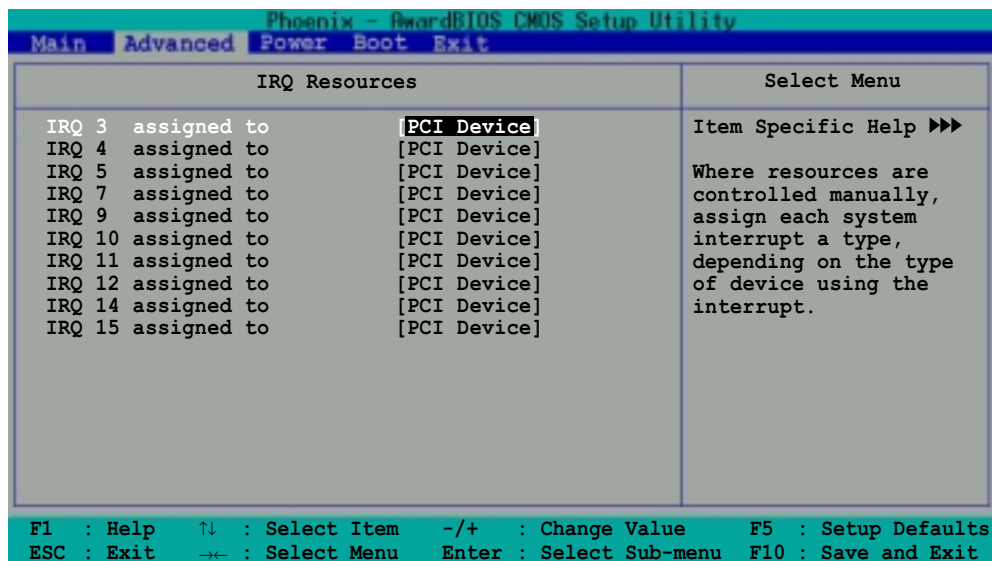 Phoenix - AwardBIOS CMOS Setup Utility
Main Advanced Power Boot Exit
IRQ Resources
IRQ 3 assigned to [PCI Device]
IRQ 4 assigned to [PCI Device]
IRQ 5 assigned to [PCI Device]
IRQ 7 assigned to [PCI Device]
IRQ 9 assigned to [PCI Device]
IRQ 10 assigned to [PCI Device]
IRQ 11 assigned to [PCI Device]
IRQ 12 assigned to [PCI Device]
IRQ 14 assigned to [PCI Device]
IRQ 15 assigned to [PCI Device]
Select Menu
Item Specific Help ▶▶▶
Where resources are
controlled manually,
assign each system
interrupt a type,
depending on the type
of device using the
interrupt.
F1 : Help ↑↓ : Select Item -/+ : Change Value F5 : Setup Defaults
ESC : Exit →← : Select Menu Enter : Select Sub-menu F10 : Save and Exit